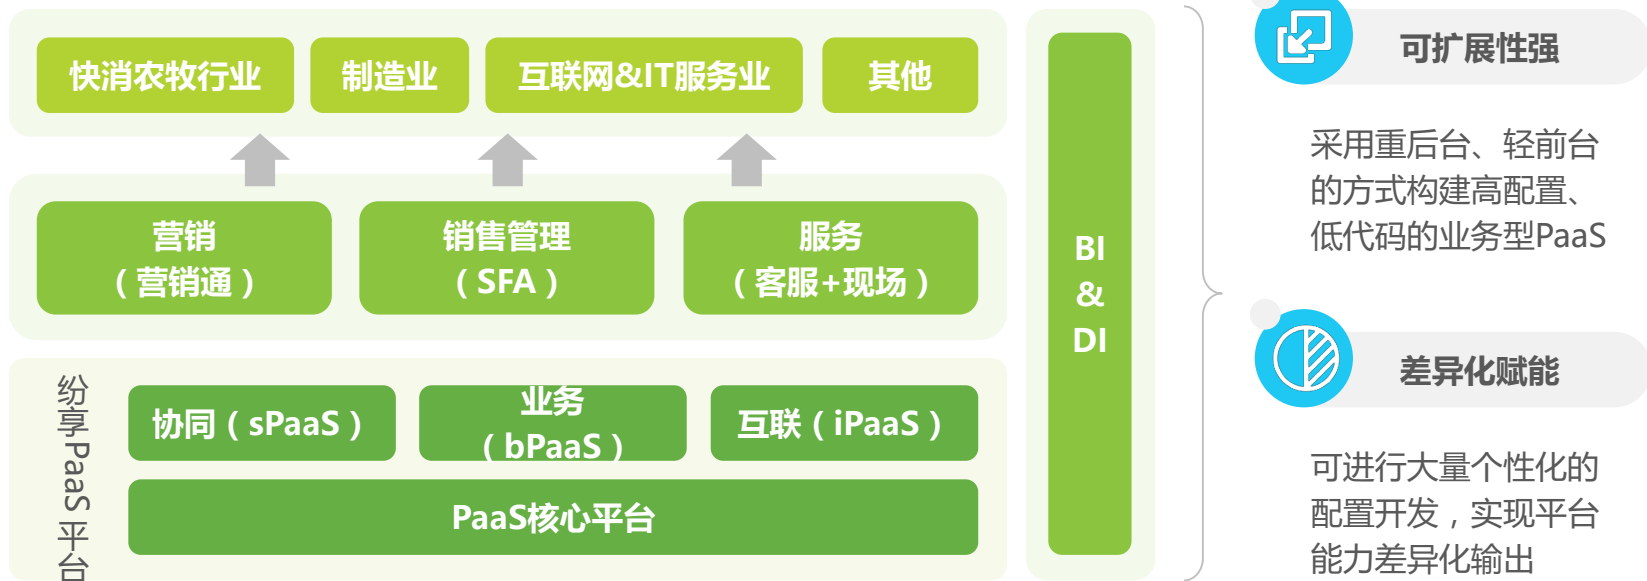 快消农牧行业
制造业
互联网&IT服务业
其他
营销
（营销通）
销售管理
（SFA）
服务
（客服+现场）
纷享PaaS平台
协同（sPaaS）
业务
（bPaaS）
互联（iPaaS）
PaaS核心平台
BI
&
DI
可扩展性强
采用重后台、轻前台
的方式构建高配置、
低代码的业务型PaaS
差异化赋能
可进行大量个性化的
配置开发，实现平台
能力差异化输出